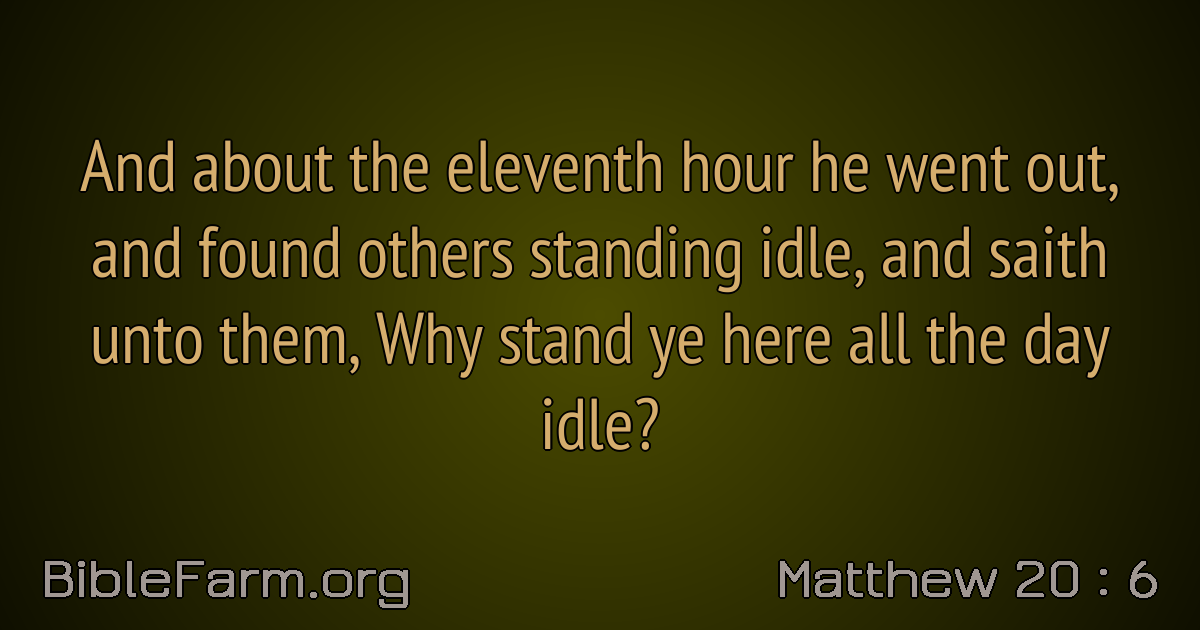 And about the eleventh hour he went out,
and found others standing idle, and saith
unto them, Why stand ye here all the day
idle?
BibleFarm.org
Matthew 20 : 6